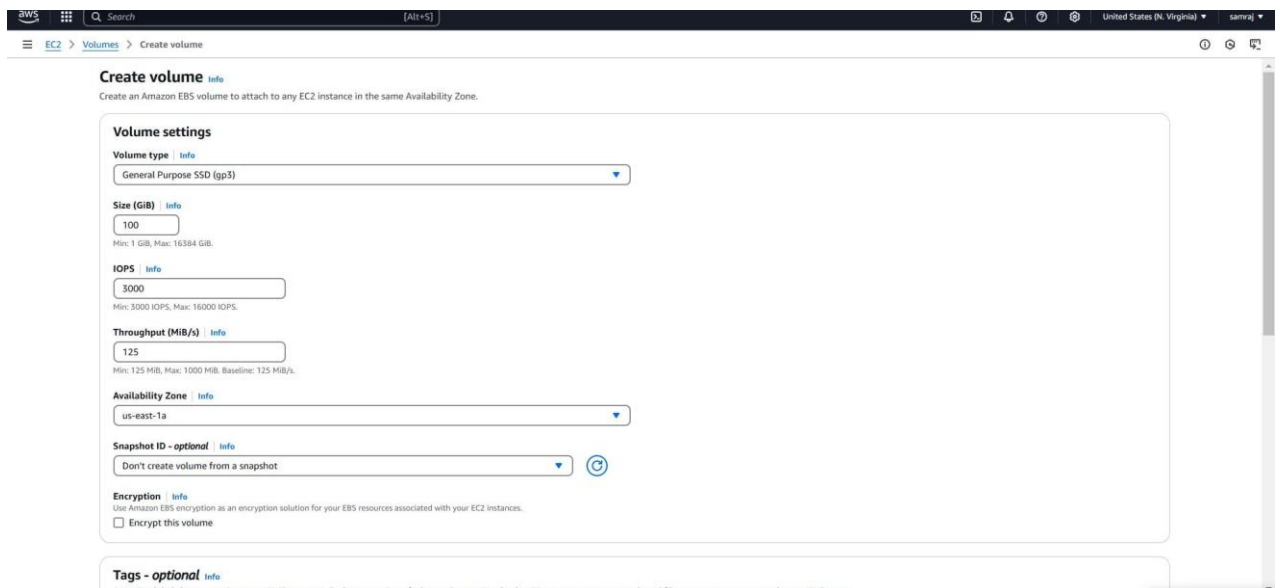 aws Search [Alt+S] United States (N. Virginia) samraj
EC2 > Volumes > Create volume
Create volume Info
Create an Amazon EBS volume to attach to any EC2 instance in the same Availability Zone.
Volume settings
Volume type | Info
General Purpose SSD (gp3)
Size (GiB) | Info
100
Min: 1 GiB, Max: 16384 GiB.
IOPS | Info
3000
Min: 3000 IOPS, Max: 16000 IOPS.
Throughput (MiB/s) | Info
125
Min: 125 MiB, Max: 1000 MiB. Baseline: 125 MiB/s.
Availability Zone | Info
us-east-1a
Snapshot ID - optional | Info
Don't create volume from a snapshot
Encryption | Info
Use Amazon EBS encryption as an encryption solution for your EBS resources associated with your EC2 instances.
Encrypt this volume
Tags - optional Info